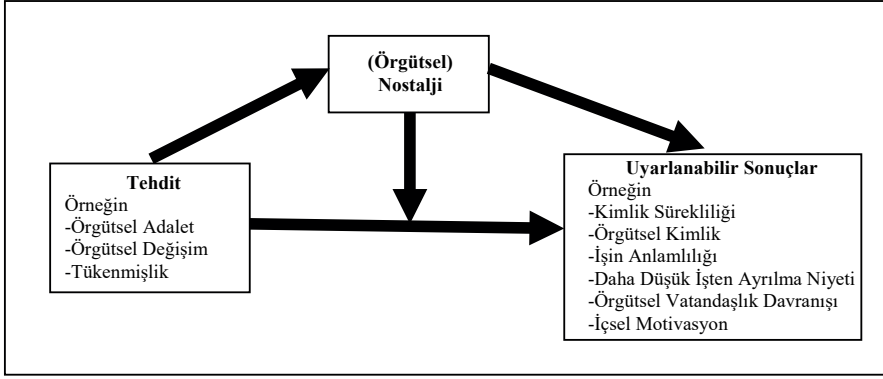 (Örgütsel)
Nostalji
Tehdit
Örneğin
-Örgütsel Adalet
-Örgütsel Değişim
-Tükenmişlik
Uyarlanabilir Sonuçlar
Örneğin
-Kimlik Sürekliliği
-Örgütsel Kimlik
-İşin Anlamlılığı
-Daha Düşük İşten Ayrılma Niyeti
-Örgütsel Vatandaşlık Davranışı
-İçsel Motivasyon